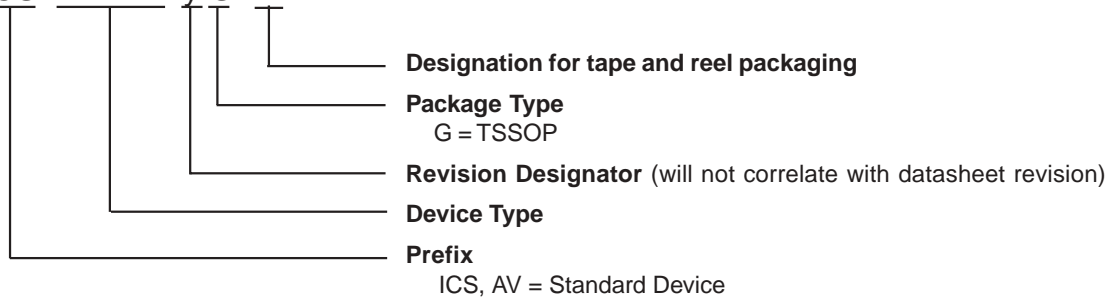 Designation for tape and reel packaging
Package Type
G = TSSOP
Revision Designator (will not correlate with datasheet revision)
Device Type
Prefix
ICS, AV = Standard Device